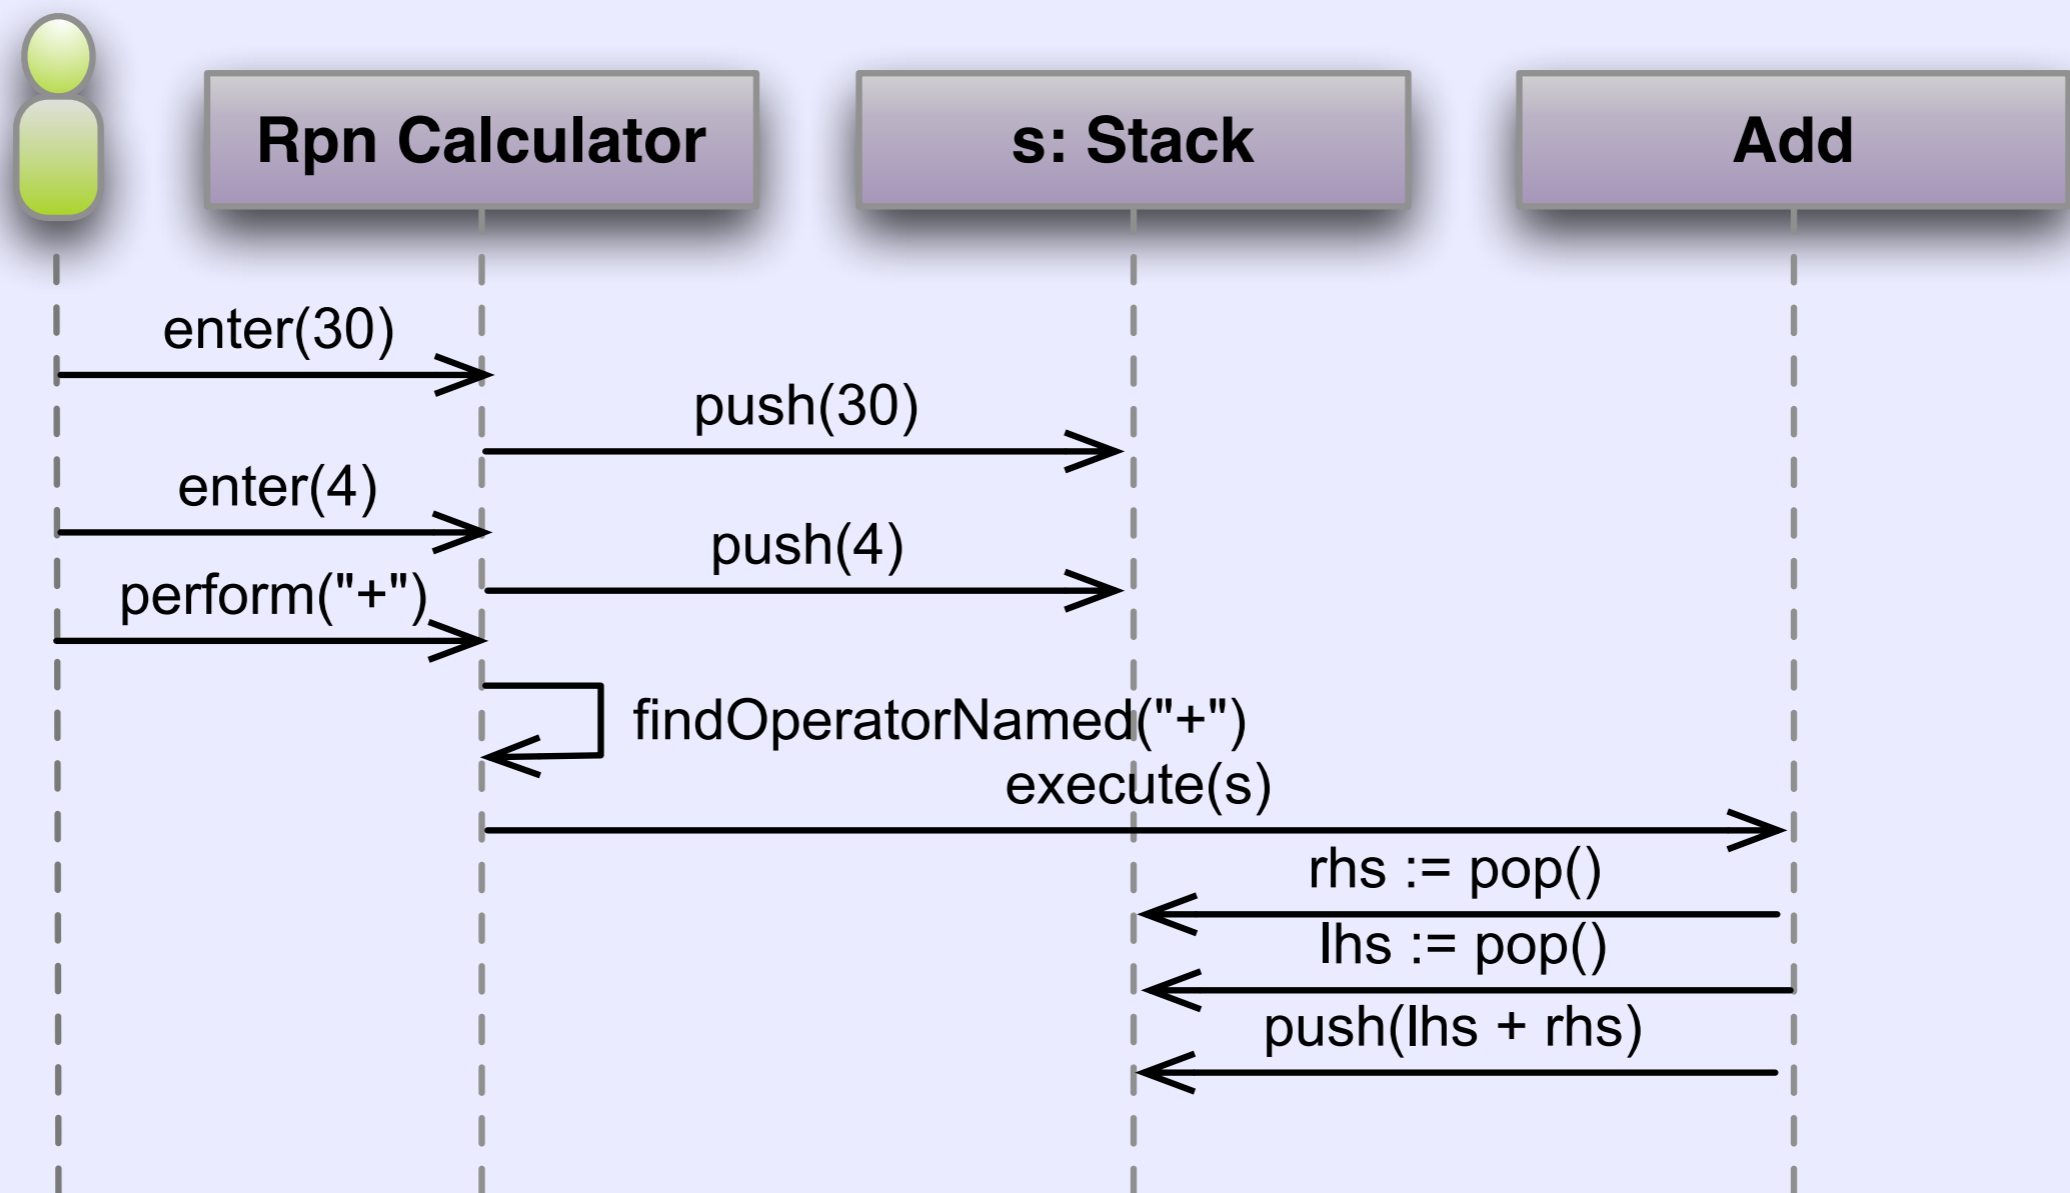 Rpn Calculator
s: Stack
Add
enter(30)
push(30)
enter(4)
push(4)
perform("+")
findOperatorNamed("+")
execute(s)
rhs := pop()
lhs := pop()
push(lhs + rhs)